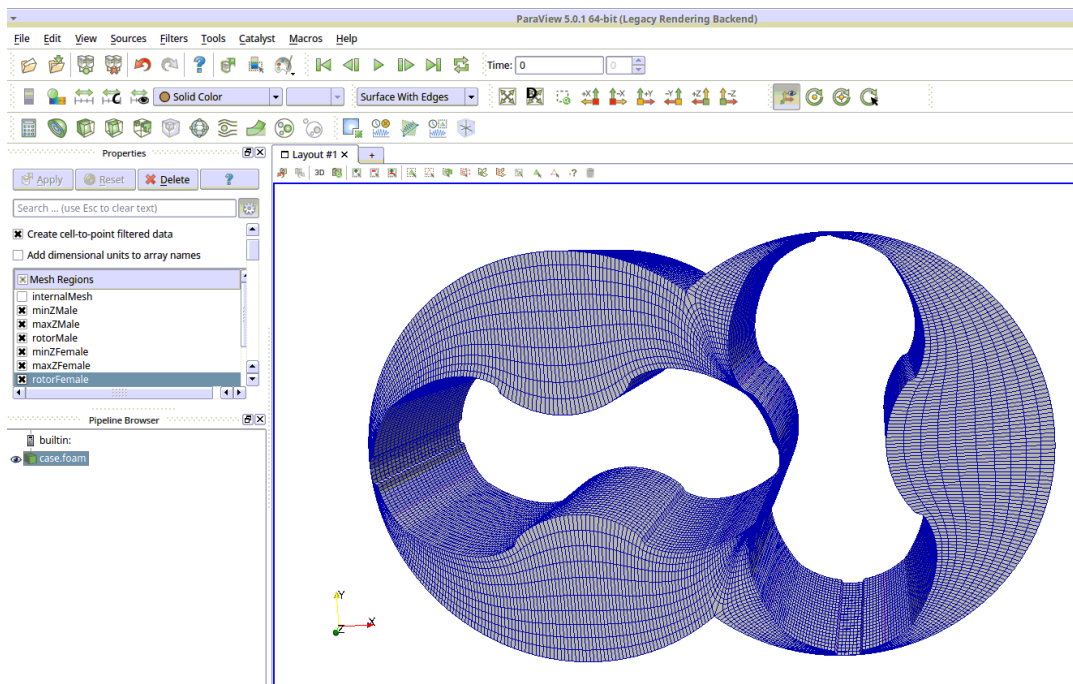 ParaView 5.0.1 64-bit (Legacy Rendering Backend)
File Edit View Sources Filters Tools Catalyst Macros Help
? Time: 0 0
C Solid Color Surface With Edges D +X -X +Y -Y +Z -Z
Properties
Layout #1 × +
Apply Reset Delete ?
3D -?
Search ... (use Esc to clear text)
Create cell-to-point filtered data
Add dimensional units to array names
Mesh Regions
internalMesh
minZMale
maxZMale
rotorMale
minZFemale
maxZFemale
rotorFemale
Pipeline Browser
builtin:
case.foam
Y
X
Z